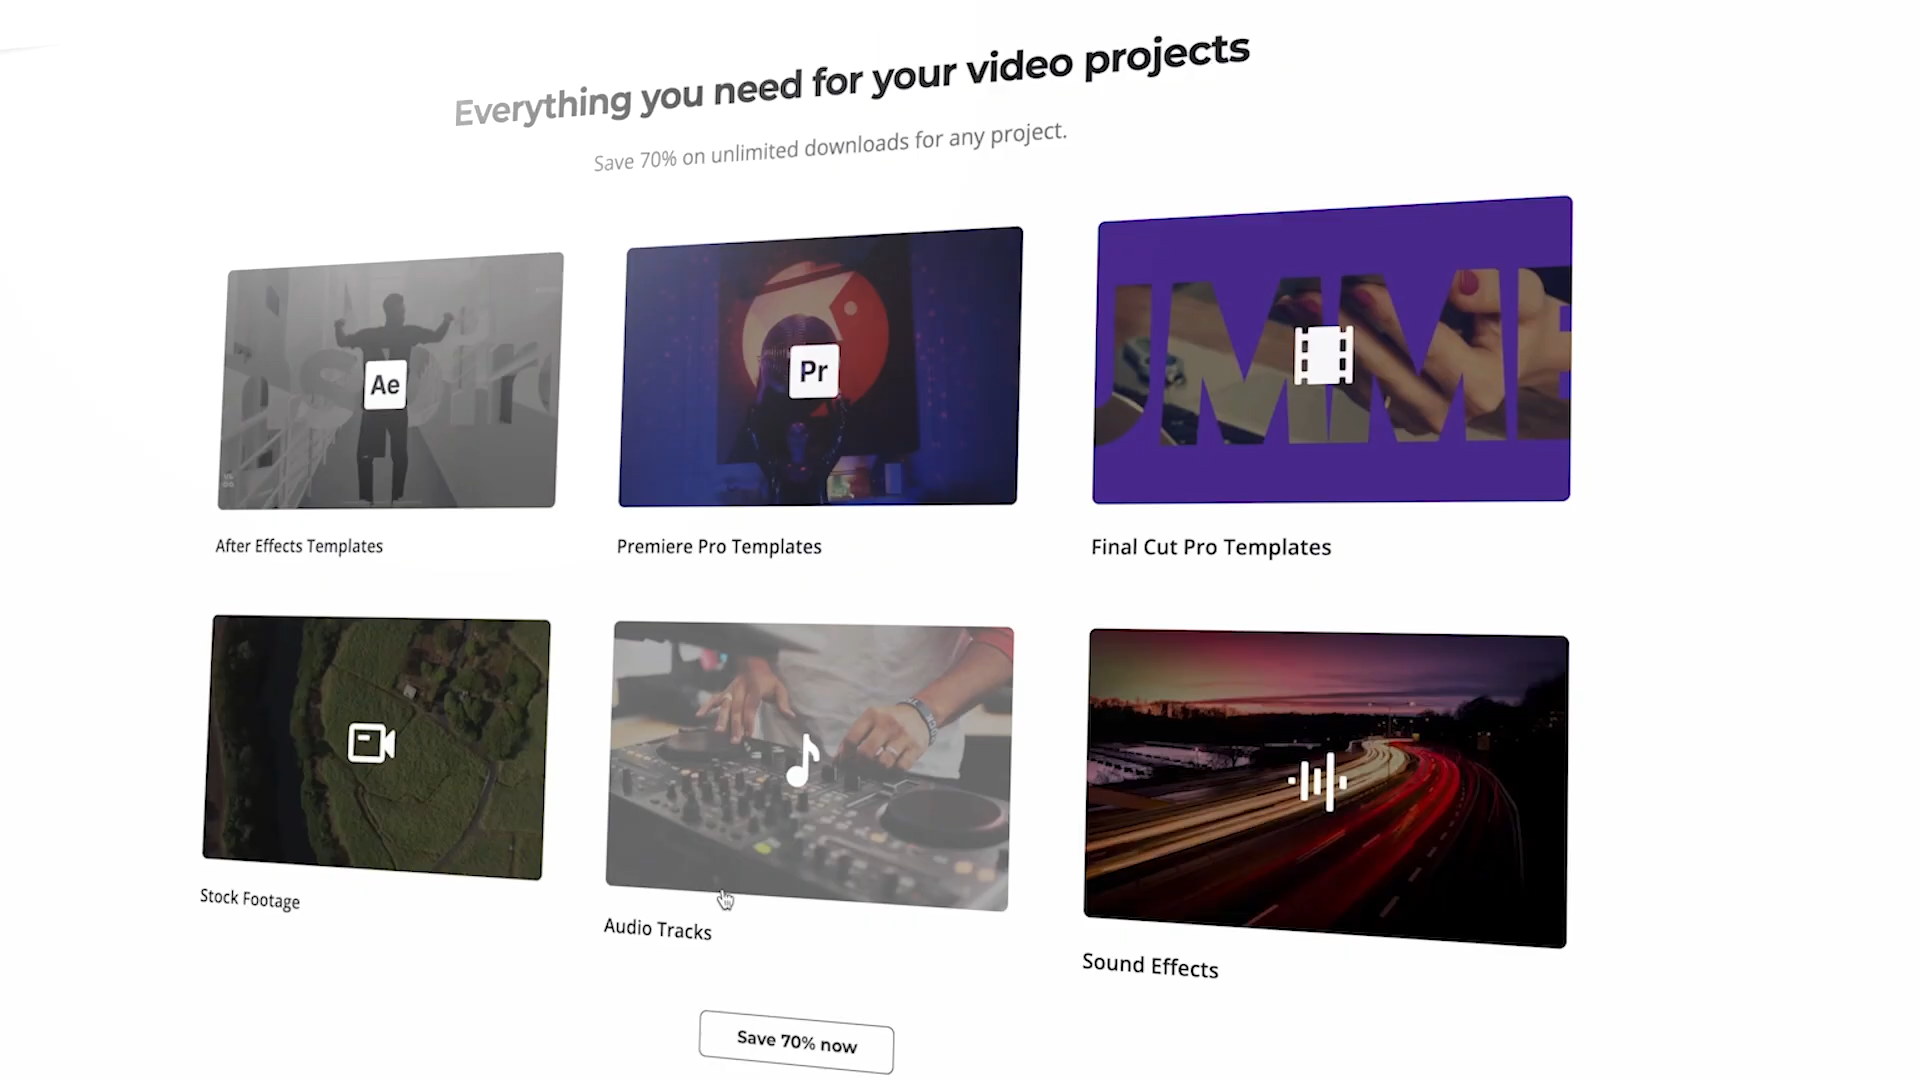 Everything you need for your video projects
Save 70% on unlimited downloads for any project.
Ae
Pr
UMME
After Effects Templates
Premiere Pro Templates
Final Cut Pro Templates
Stock Footage
Audio Tracks
Sound Effects
Save 70% now